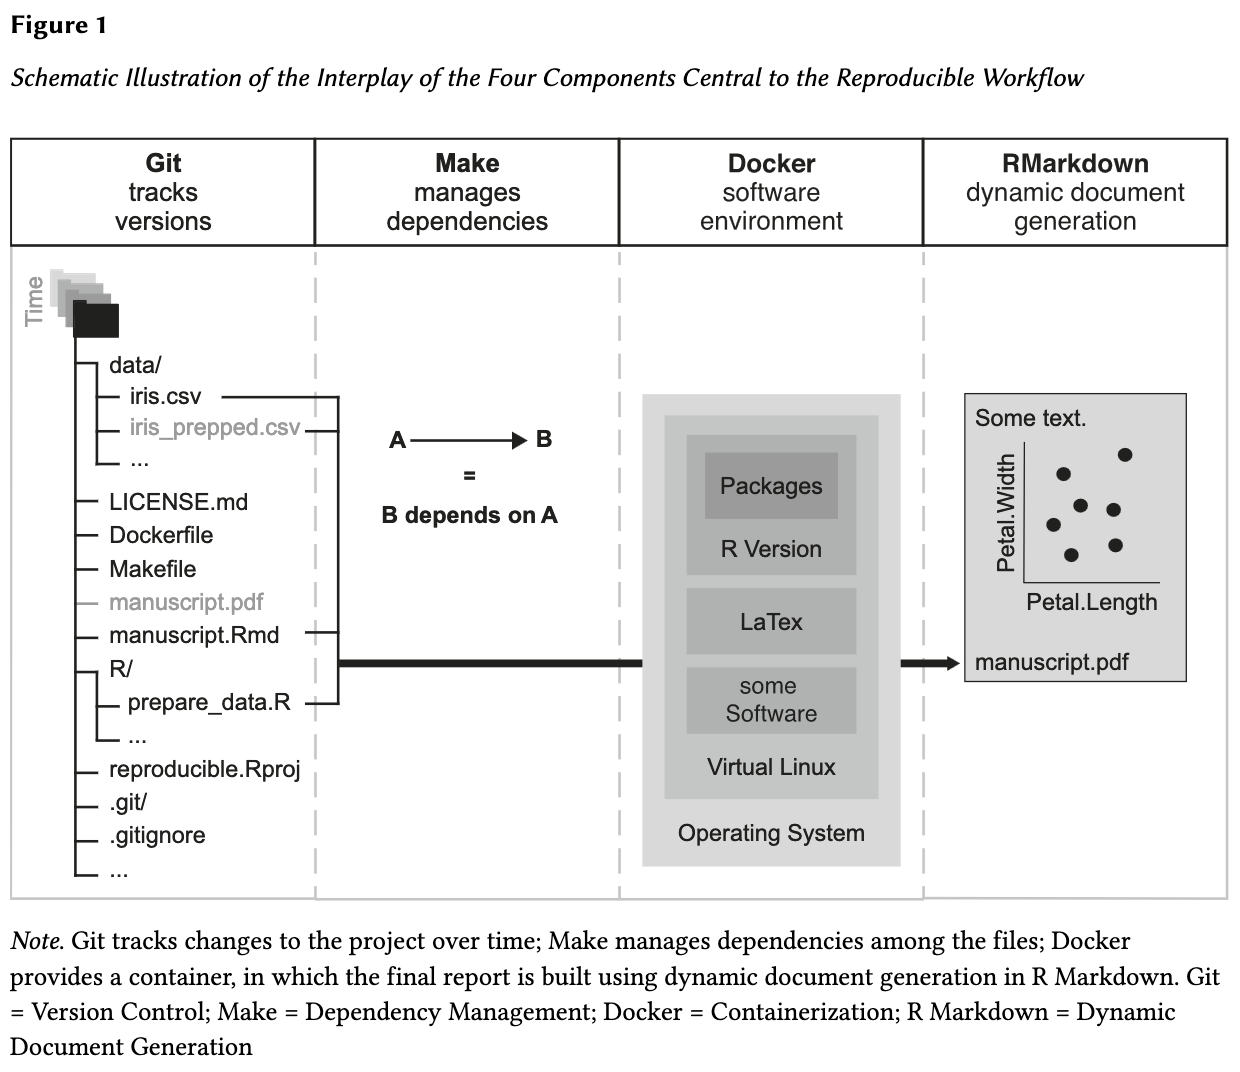 Figure 1
Schematic Illustration of the Interplay of the Four Components Central to the Reproducible Workflow
Git
tracks
versions
Make
manages
dependencies
Docker
software
environment
RMarkdown
dynamic document
generation
Time
data/
iris.csv
iris_prepped.csv
...
LICENSE.md
Dockerfile
Makefile
manuscript.pdf
manuscript.Rmd
R/
prepare_data.R
...
reproducible.Rproj
.git/
.gitignore
...
A B
=
B depends on A
Packages
R Version
LaTex
some
Software
Virtual Linux
Operating System
Some text.
Petal.Width
Petal.Length
manuscript.pdf
Note. Git tracks changes to the project over time; Make manages dependencies among the files; Docker
provides a container, in which the final report is built using dynamic document generation in R Markdown. Git
= Version Control; Make = Dependency Management; Docker = Containerization; R Markdown = Dynamic
Document Generation